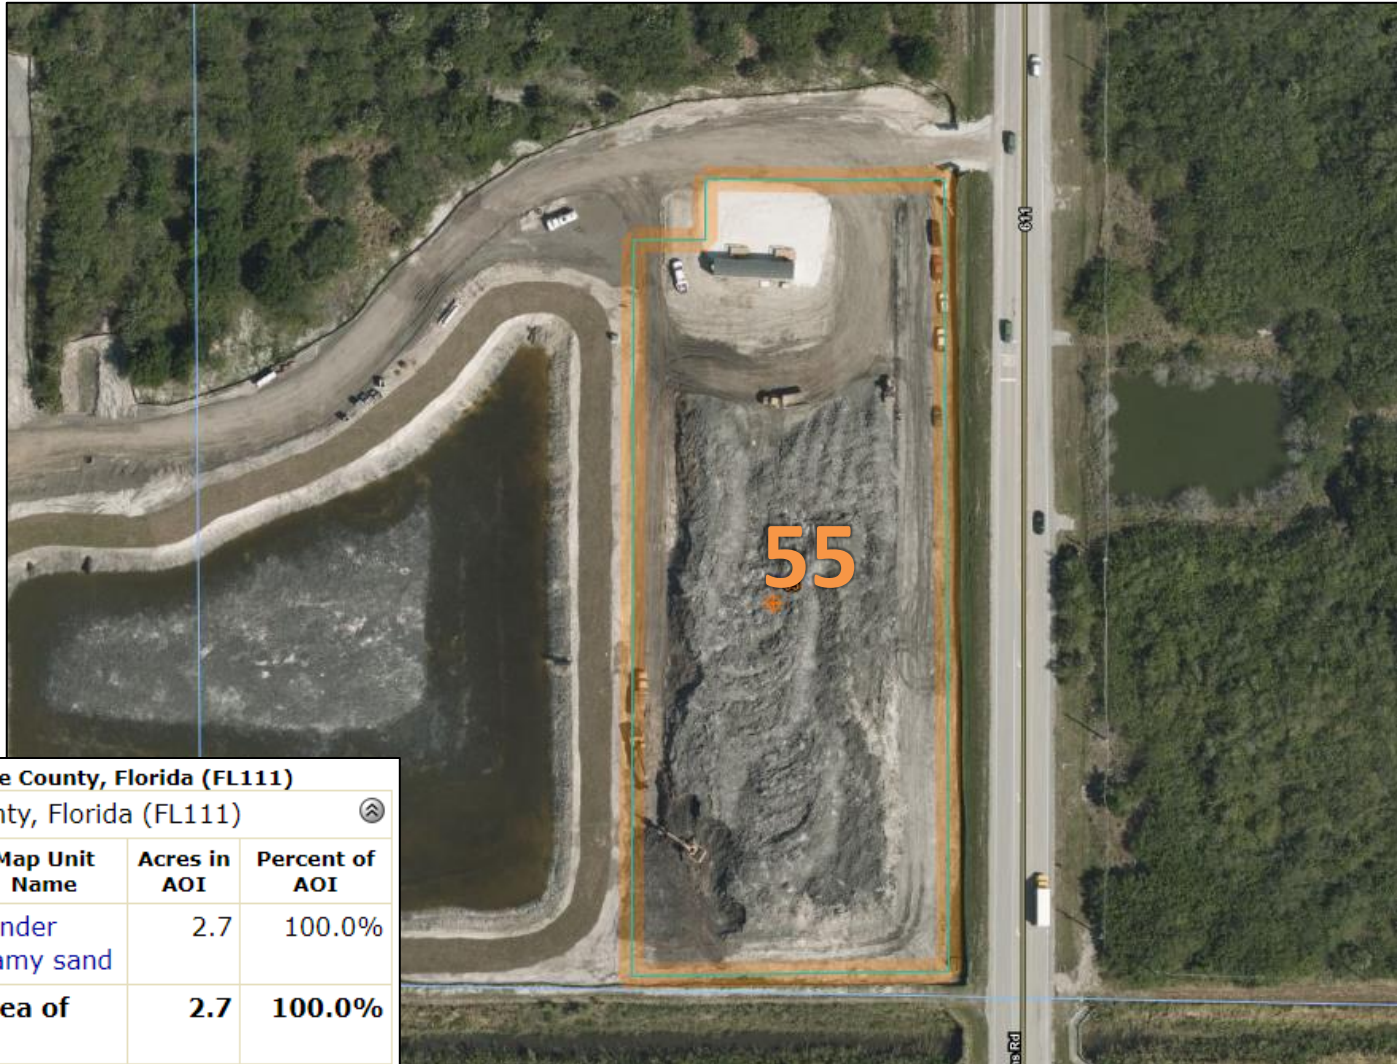 611
55
e County, Florida (FL111)
nty, Florida (FL111)
Map Unit Name
Acres in AOI
Percent of AOI
nder
amy sand
2.7
100.0%
ea of
2.7
100.0%
s Rd